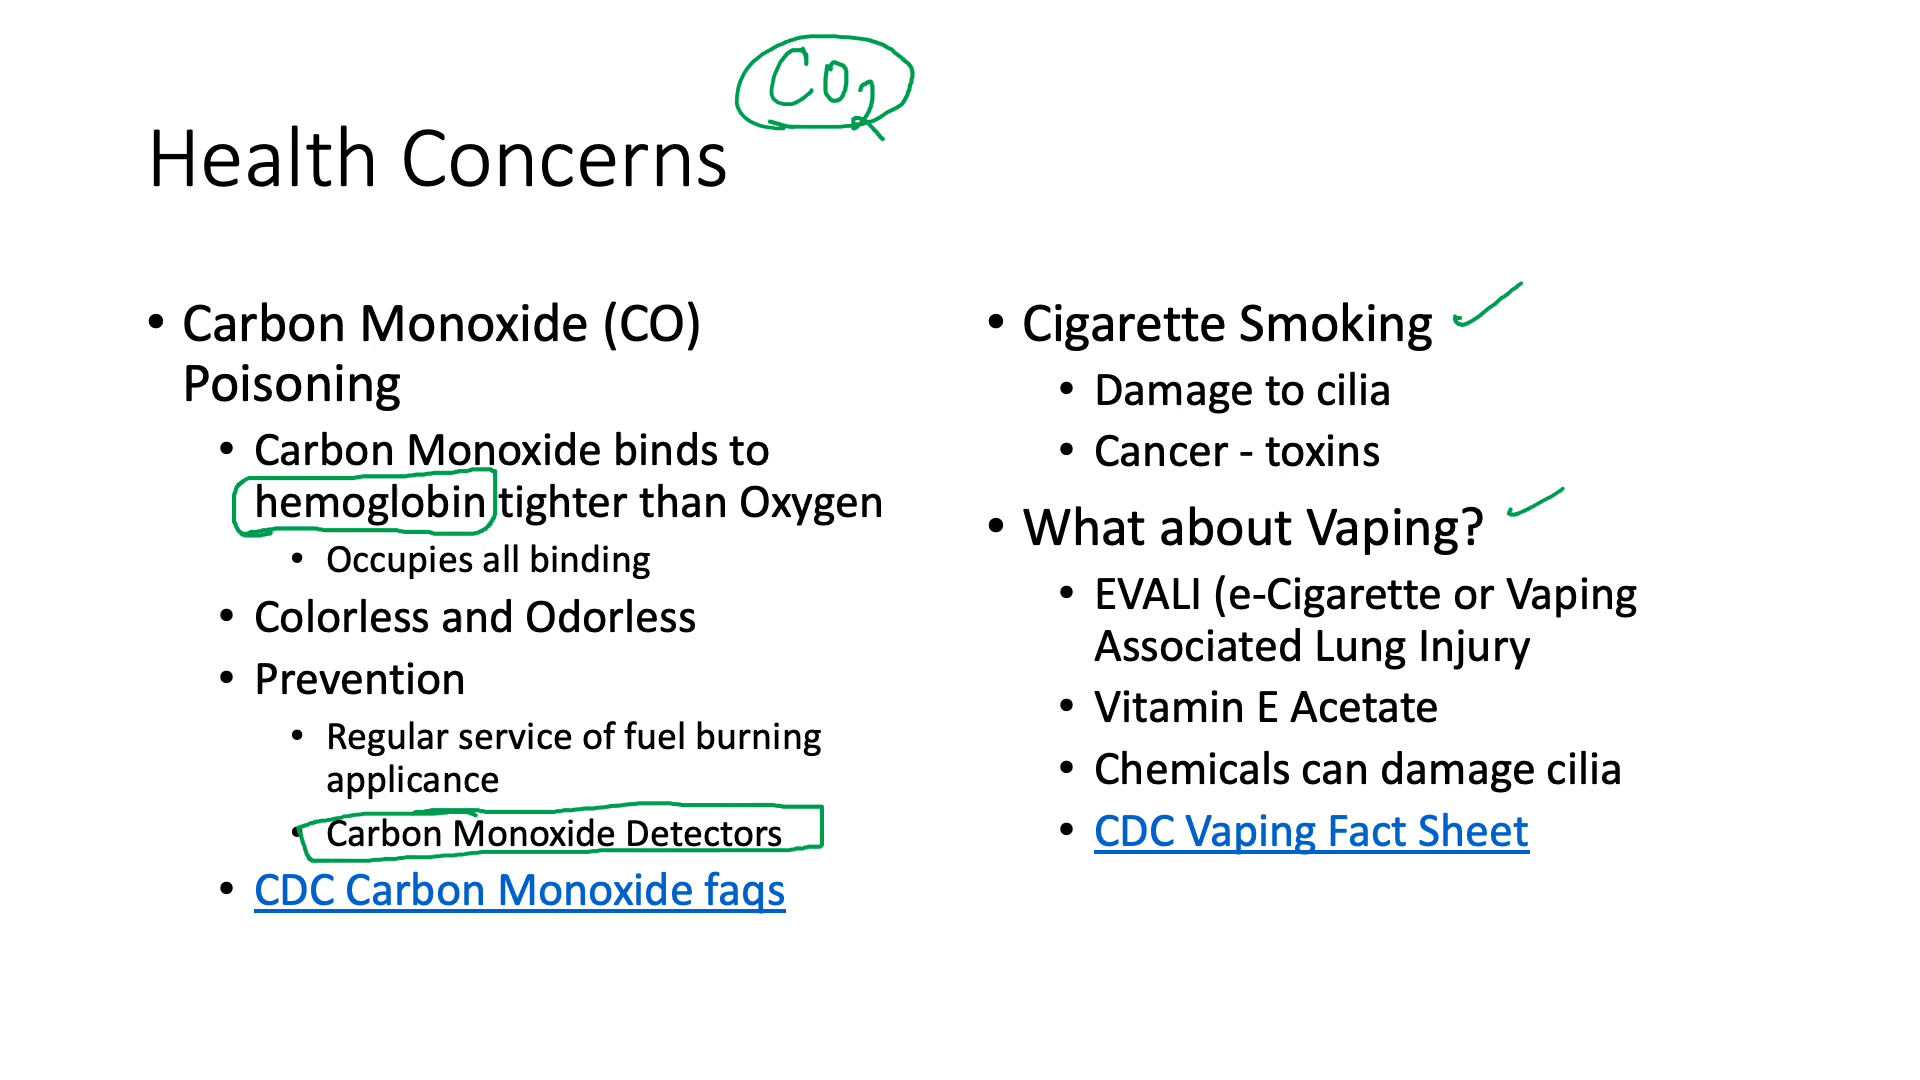 CO2
Health Concerns
• Carbon Monoxide (CO)
Poisoning
• Carbon Monoxide binds to
hemoglobin tighter than Oxygen
• Occupies all binding
• Colorless and Odorless
• Prevention
• Regular service of fuel burning
applicance
• Carbon Monoxide Detectors
• CDC Carbon Monoxide faqs
• Cigarette Smoking
• Damage to cilia
• Cancer - toxins
• What about Vaping?
• EVALI (e-Cigarette or Vaping
Associated Lung Injury
• Vitamin E Acetate
• Chemicals can damage cilia
• CDC Vaping Fact Sheet